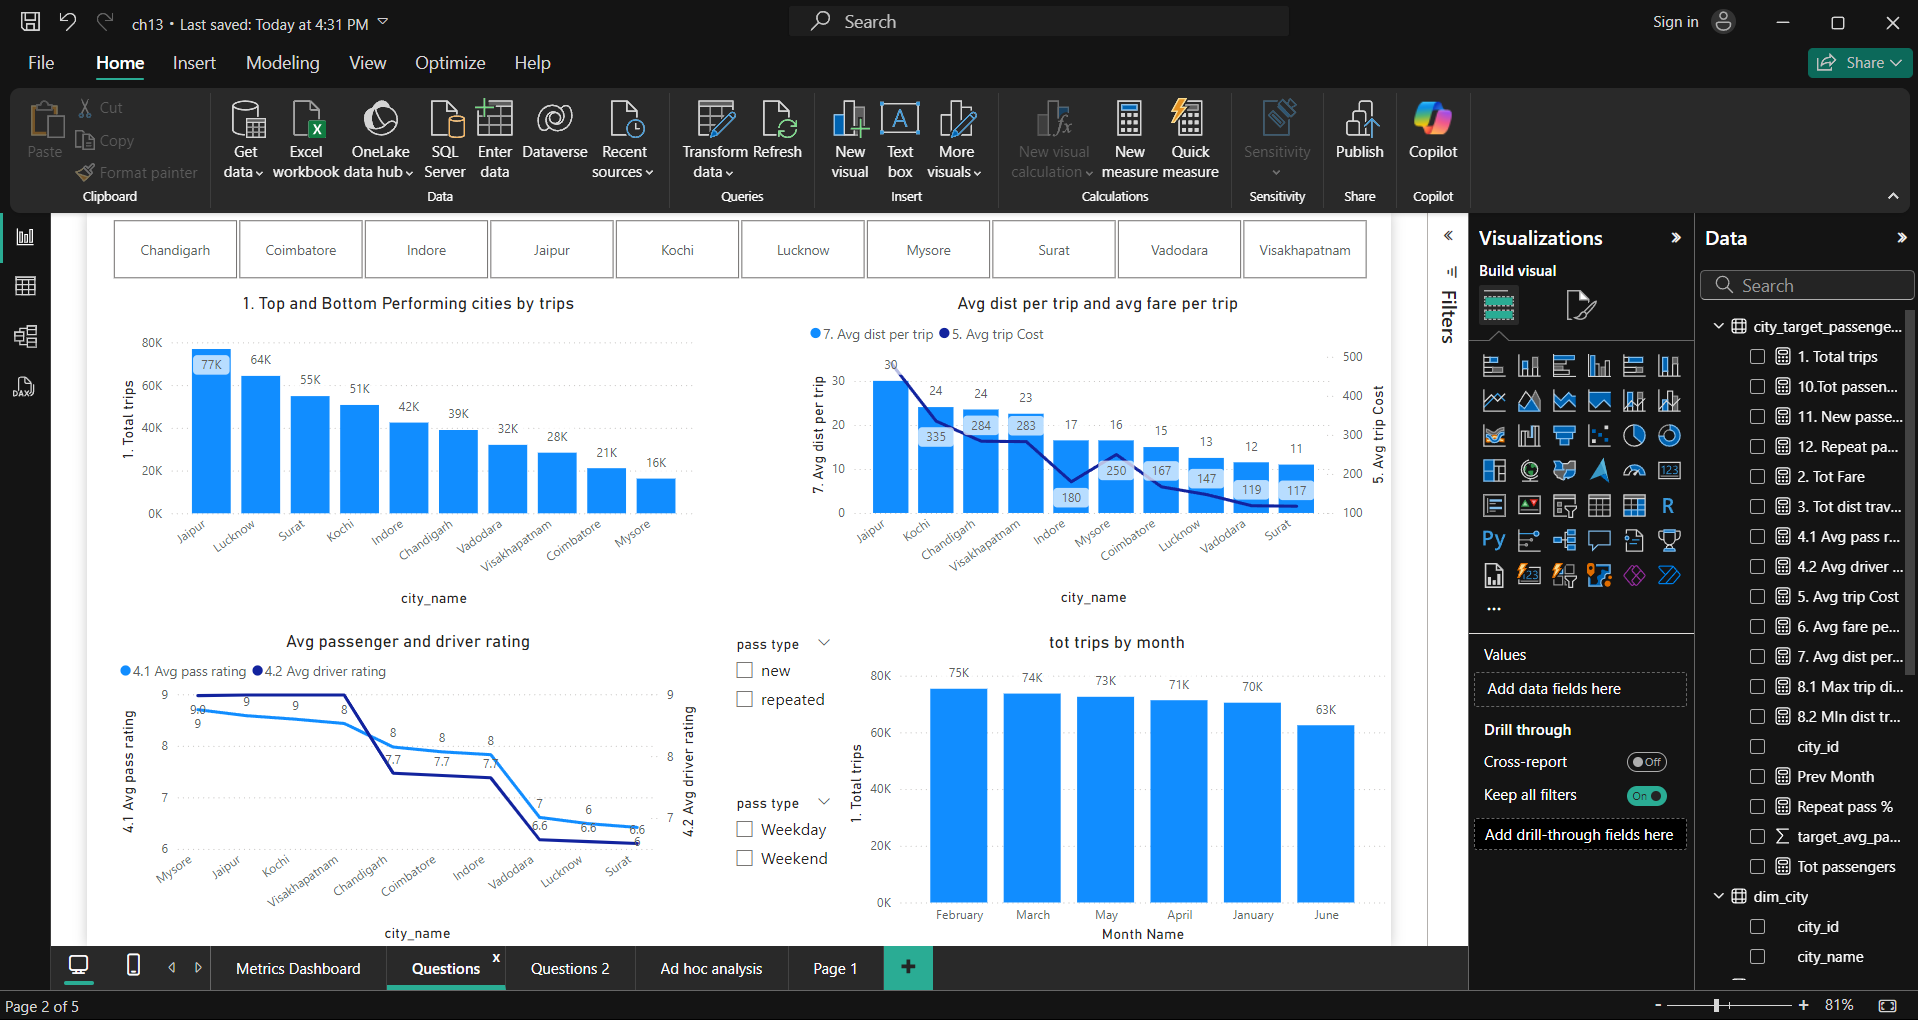 ch13 • Last saved: Today at 4:31 PM
Search
Sign in
File
Home
Insert
Modeling
View
Optimize
Help
Share
Paste
Cut
Copy
Format painter
Clipboard
Get data
Excel workbook
OneLake data hub
SQL Server
Enter data
Dataverse
Recent sources
Data
Transform data
Refresh
Queries
New visual
Text box
More visuals
Insert
New visual calculation
New measure
Quick measure
Calculations
Sensitivity
Sensitivity
Publish
Share
Copilot
Copilot
Chandigarh
Coimbatore
Indore
Jaipur
Kochi
Lucknow
Mysore
Surat
Vadodara
Visakhapatnam
1. Top and Bottom Performing cities by trips
1. Total trips
80K
60K
40K
20K
0K
77K
64K
55K
51K
42K
39K
32K
28K
21K
16K
Jaipur
Lucknow
Surat
Kochi
Indore
Chandigarh
Vadodara
Visakhapatnam
Coimbatore
Mysore
city_name
Avg dist per trip and avg fare per trip
7. Avg dist per trip
5. Avg trip Cost
7. Avg dist per trip
30
20
10
0
30
24
24
23
17
16
15
13
12
11
335
284
283
180
250
167
147
119
117
500
400
300
200
100
5. Avg trip Cost
Jaipur
Kochi
Chandigarh
Visakhapatnam
Indore
Mysore
Coimbatore
Lucknow
Vadodara
Surat
city_name
Avg passenger and driver rating
4.1 Avg pass rating
4.2 Avg driver rating
4.1 Avg pass rating
9
8
7
6
9.0
9
9
9
8
8
8
8
7
6
7.7
7.7
7.7
6.6
6.6
6.6
6
9
8
7
4.2 Avg driver rating
Mysore
Jaipur
Kochi
Visakhapatnam
Chandigarh
Coimbatore
Indore
Vadodara
Lucknow
Surat
city_name
pass type
new
repeated
pass type
Weekday
Weekend
tot trips by month
1. Total trips
80K
60K
40K
20K
0K
75K
74K
73K
71K
70K
63K
February
March
May
April
January
June
Month Name
Filters
Visualizations
Build visual
R
Py
123
123
...
Values
Add data fields here
Drill through
Cross-report
Off
Keep all filters
On
Add drill-through fields here
Data
Search
city_target_passenge...
1. Total trips
10.Tot passen...
11. New passe...
12. Repeat pa...
2. Tot Fare
3. Tot dist trav...
4.1 Avg pass r...
4.2 Avg driver ...
5. Avg trip Cost
6. Avg fare pe...
7. Avg dist per...
8.1 Max trip di...
8.2 MIn dist tr...
city_id
Prev Month
Repeat pass %
target_avg_pa...
Tot passengers
dim_city
city_id
city_name
DAX
Metrics Dashboard
Questions
x
Questions 2
Ad hoc analysis
Page 1
+
Page 2 of 5
-
+
81%